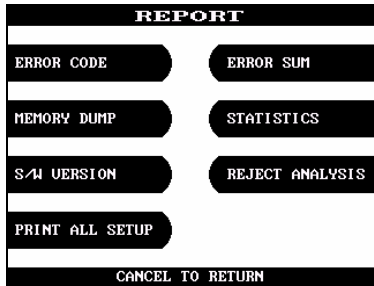 REPORT
ERROR CODE
ERROR SUM
MEMORY DUMP
STATISTICS
S/W VERSION
REJECT ANALYSIS
PRINT ALL SETUP
CANCEL TO RETURN